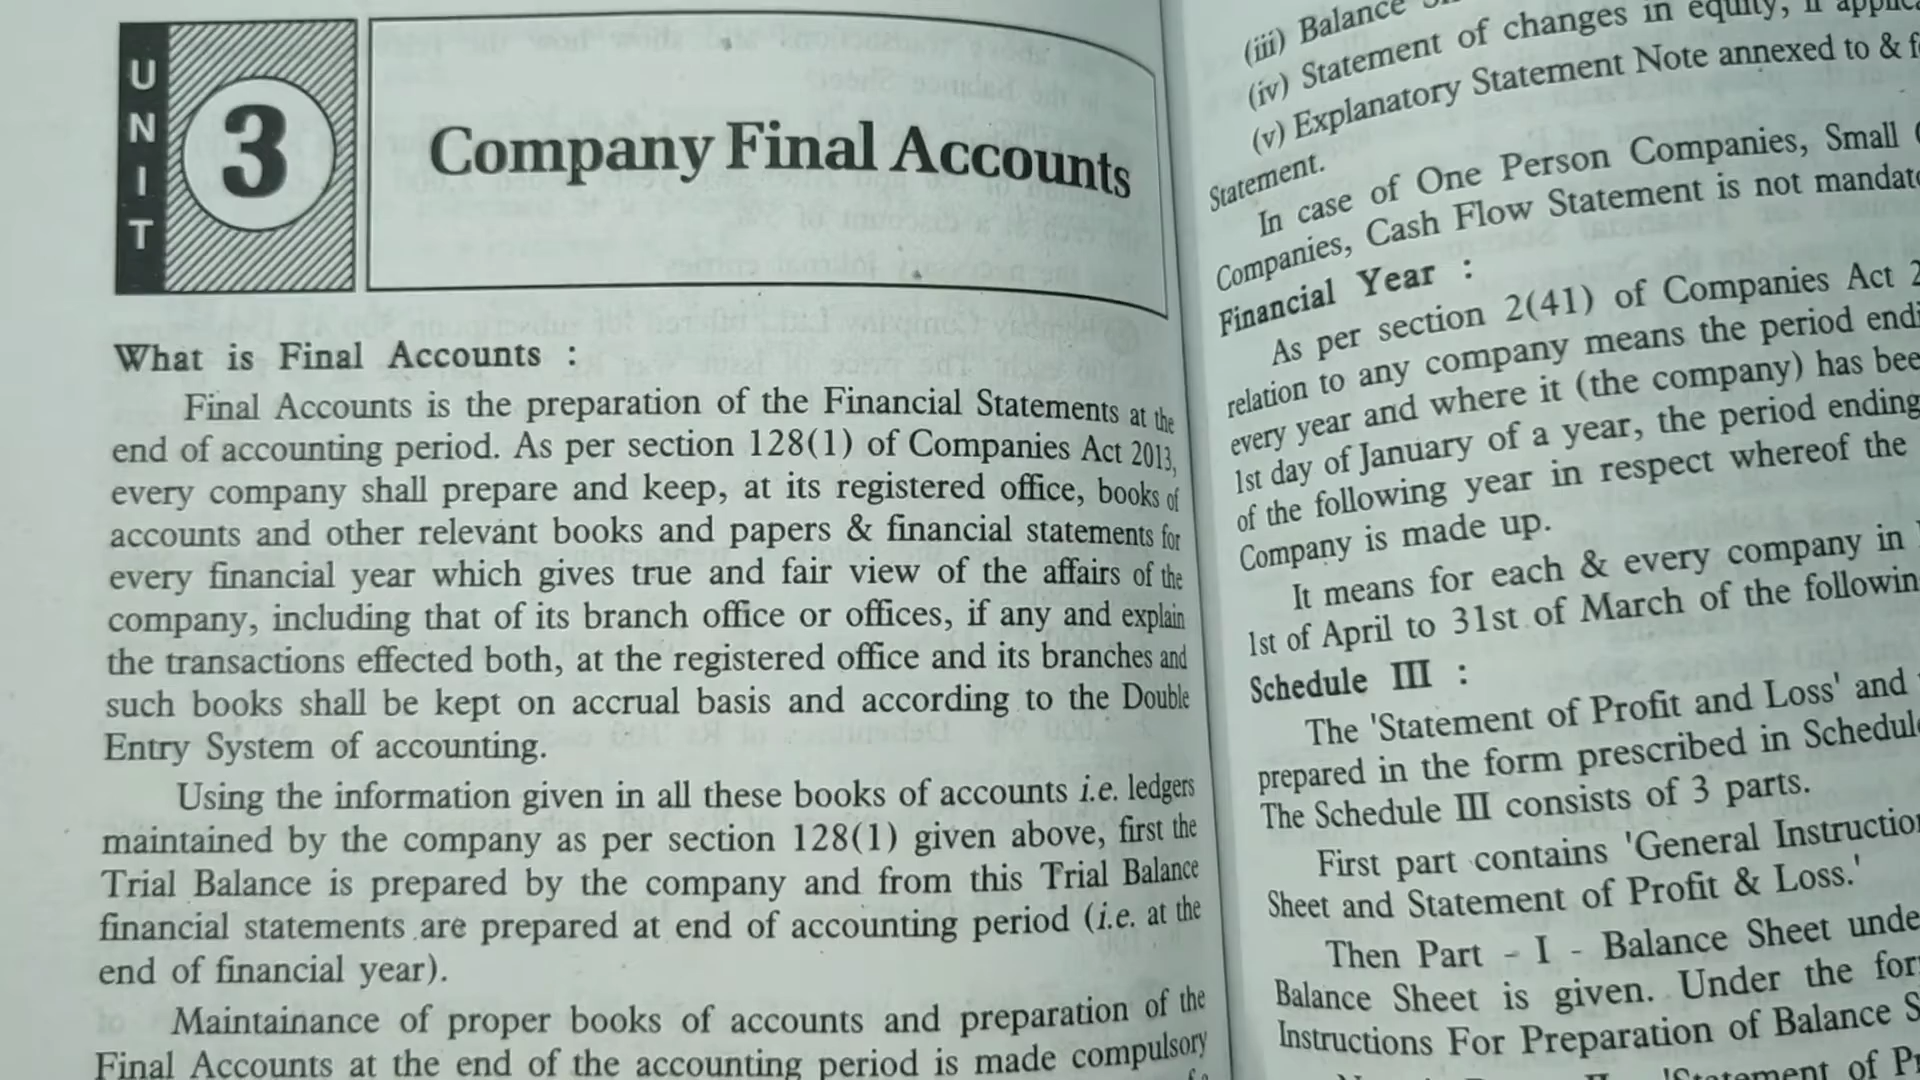 UNIT
3
Company Final Accounts
What is Final Accounts :
Final Accounts is the preparation of the Financial Statements at the
end of accounting period. As per section 128(1) of Companies Act 2013,
every company shall prepare and keep, at its registered office, books of
accounts and other relevant books and papers & financial statements for
every financial year which gives true and fair view of the affairs of the
company, including that of its branch office or offices, if any and explain
the transactions effected both, at the registered office and its branches and
such books shall be kept on accrual basis and according to the Double
Entry System of accounting.
Using the information given in all these books of accounts i.e. ledgers
maintained by the company as per section 128(1) given above, first the
Trial Balance is prepared by the company and from this Trial Balance
financial statements are prepared at end of accounting period (i.e. at the
end of financial year).
Maintainance of proper books of accounts and preparation of the
Final Accounts at the end of the accounting period is made compulsory
(iii) Balance
(iv) Statement of changes in equity, if
(v) Explanatory Statement Note annexed to &
Statement.
In case of One Person Companies, Small
Companies, Cash Flow Statement is not
Financial Year :
As per section 2(41) of Companies Act
relation to any company means the period
every year and where it (the company) has
1st day of January of a year, the period ending
of the following year in respect whereof the
Company is made up.
It means for each & every company in
1st of April to 31st of March of the
Schedule III :
The 'Statement of Profit and Loss' and
prepared in the form prescribed in
The Schedule III consists of 3 parts.
First part contains 'General
Sheet and Statement of Profit & Loss.'
Then Part - I - Balance Sheet
Balance Sheet is given. Under the
Instructions For Preparation of Balance